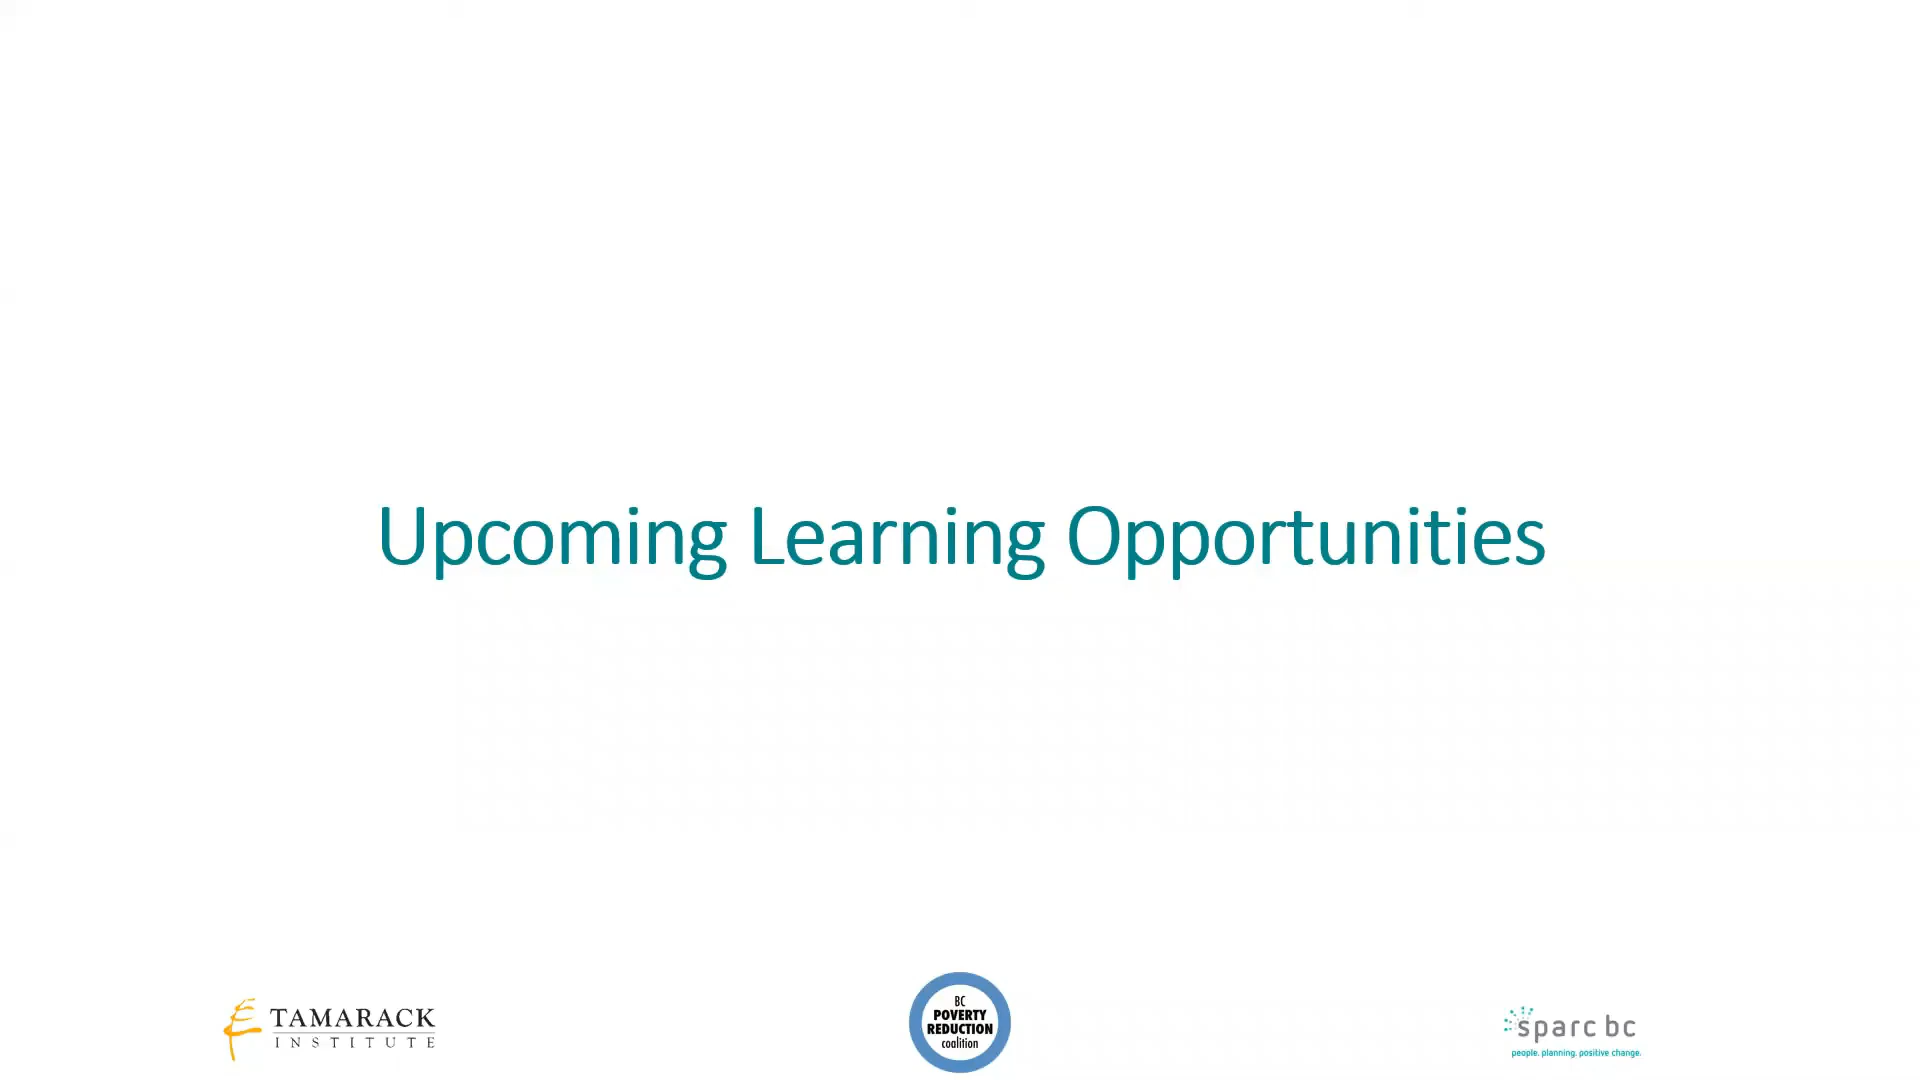 Upcoming Learning Opportunities
TAMARACK
INSTITUTE
BC
POVERTY
REDUCTION
coalition
sparc bc
people. planning. positive change.